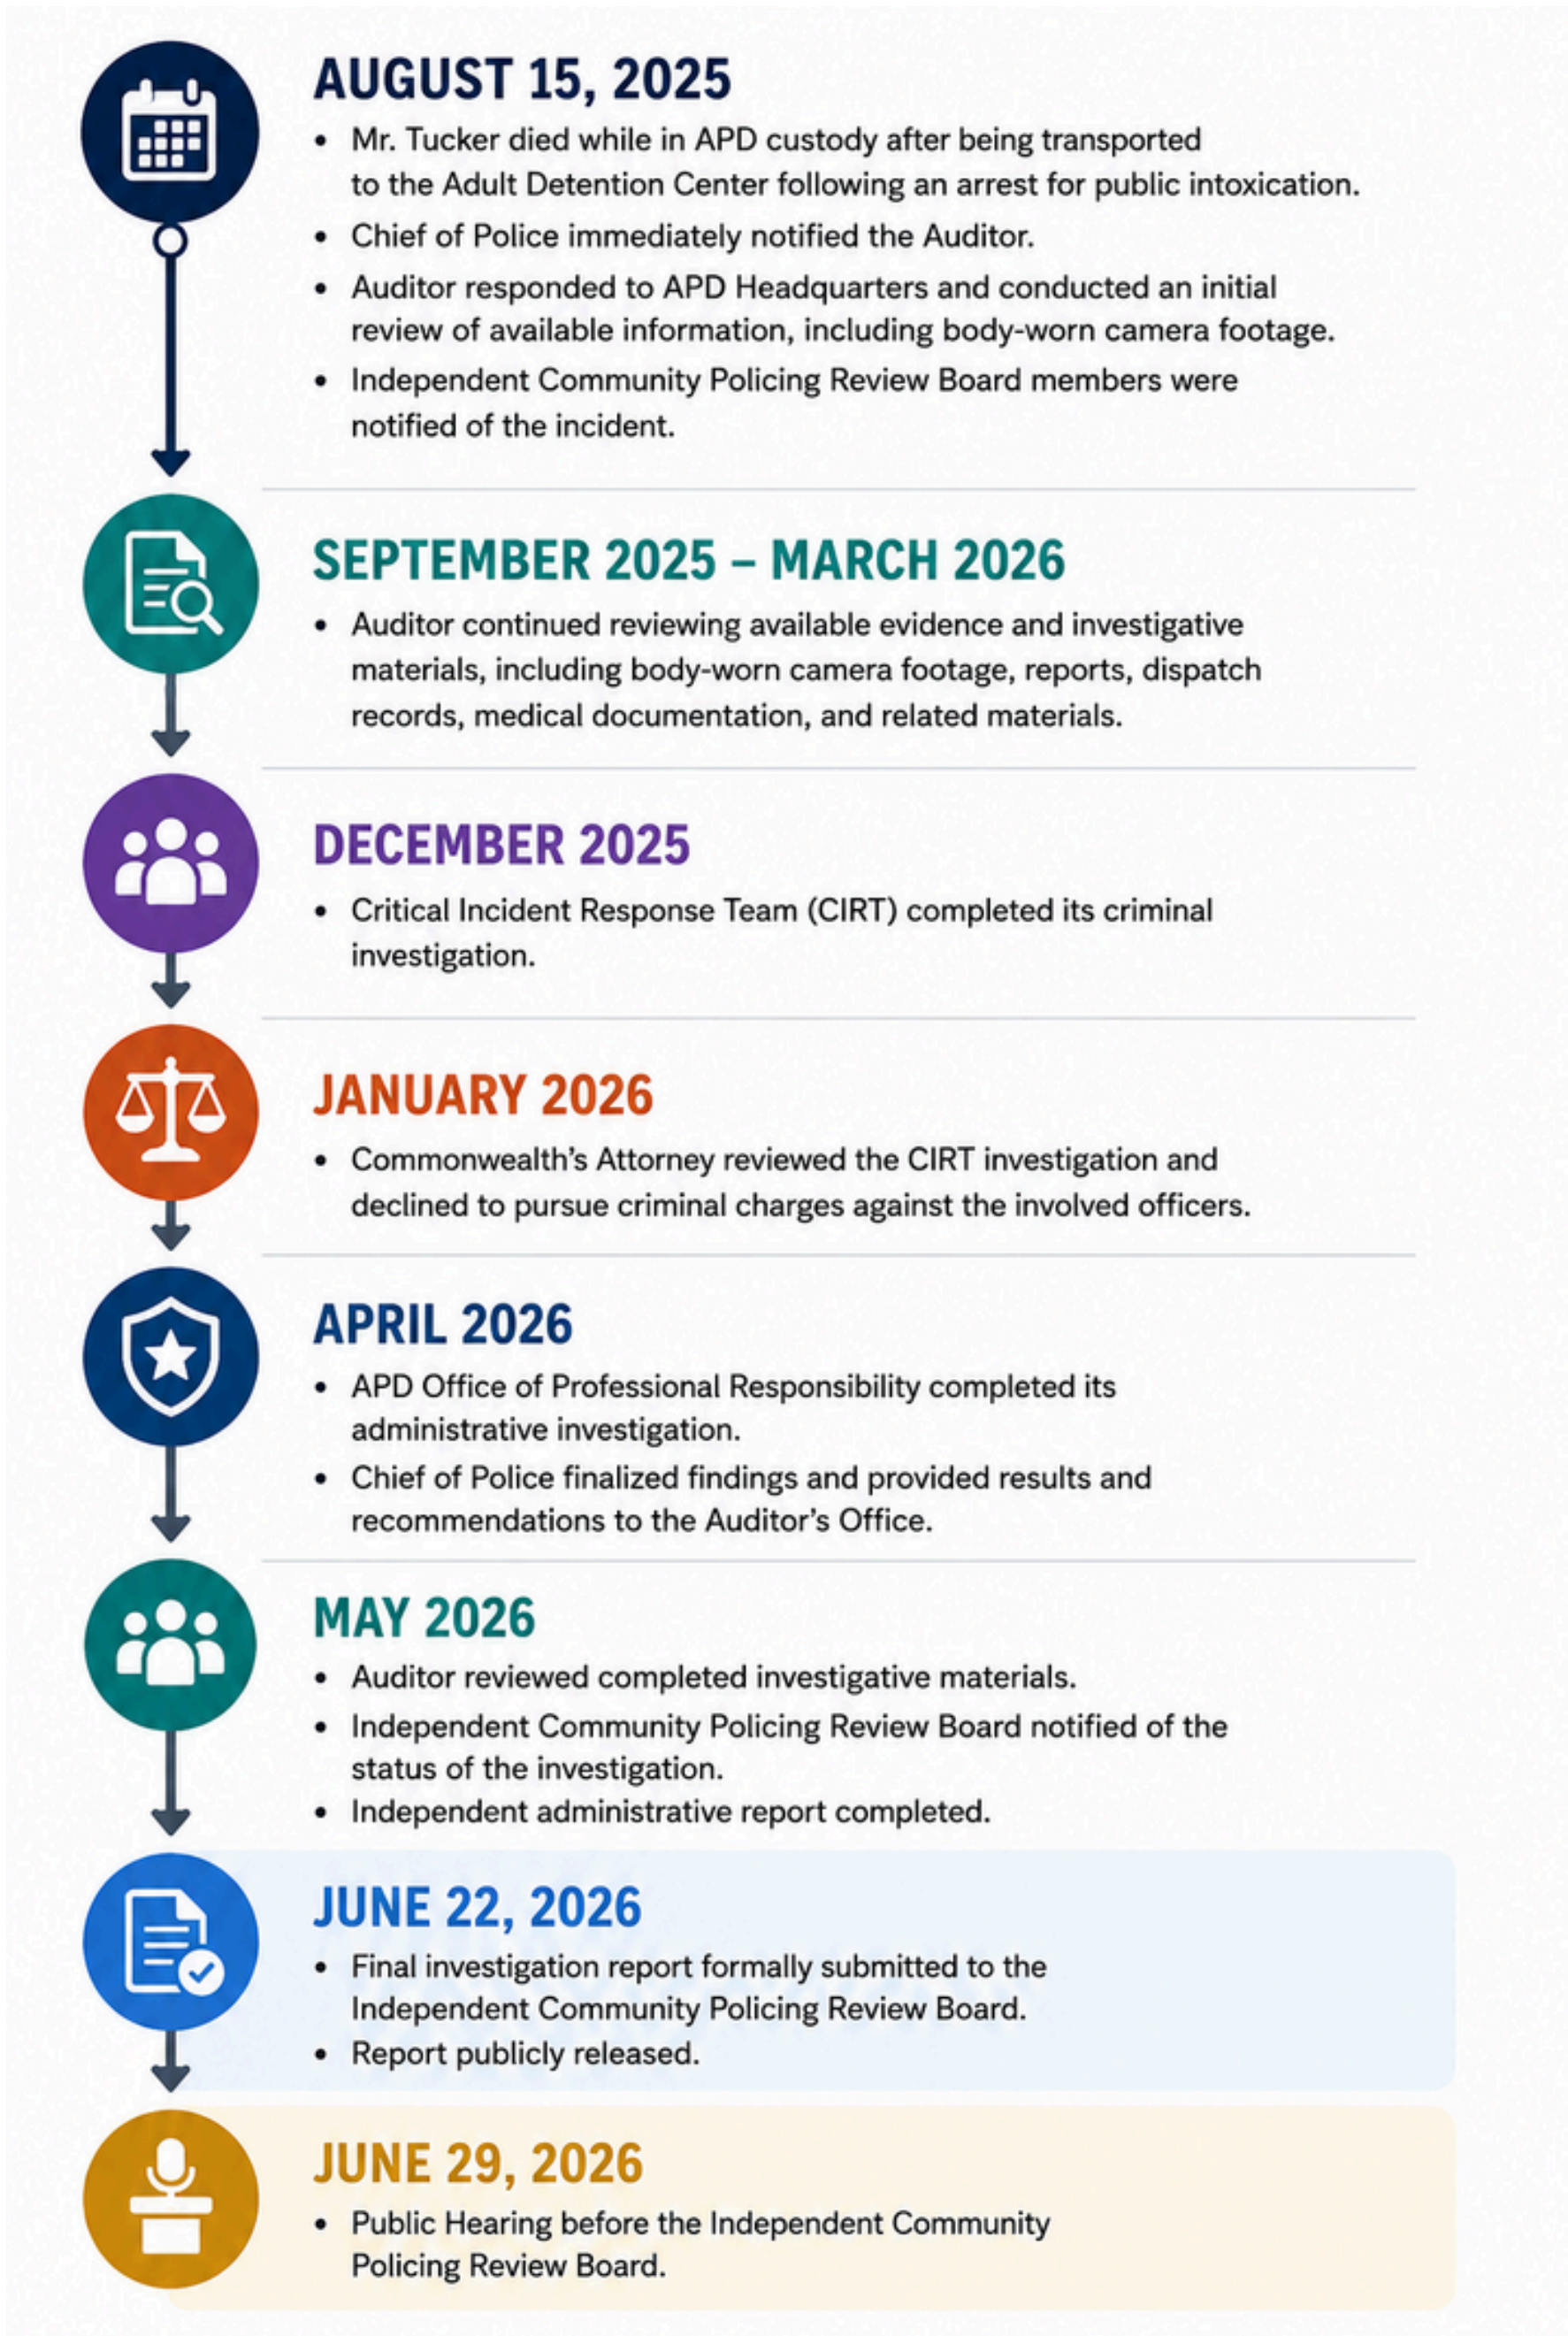 AUGUST 15, 2025
• Mr. Tucker died while in APD custody after being transported
to the Adult Detention Center following an arrest for public intoxication.
• Chief of Police immediately notified the Auditor.
• Auditor responded to APD Headquarters and conducted an initial
review of available information, including body-worn camera footage.
• Independent Community Policing Review Board members were
notified of the incident.
SEPTEMBER 2025 – MARCH 2026
• Auditor continued reviewing available evidence and investigative
materials, including body-worn camera footage, reports, dispatch
records, medical documentation, and related materials.
DECEMBER 2025
• Critical Incident Response Team (CIRT) completed its criminal
investigation.
JANUARY 2026
• Commonwealth’s Attorney reviewed the CIRT investigation and
declined to pursue criminal charges against the involved officers.
APRIL 2026
• APD Office of Professional Responsibility completed its
administrative investigation.
• Chief of Police finalized findings and provided results and
recommendations to the Auditor’s Office.
MAY 2026
• Auditor reviewed completed investigative materials.
• Independent Community Policing Review Board notified of the
status of the investigation.
• Independent administrative report completed.
JUNE 22, 2026
• Final investigation report formally submitted to the
Independent Community Policing Review Board.
• Report publicly released.
JUNE 29, 2026
• Public Hearing before the Independent Community
Policing Review Board.